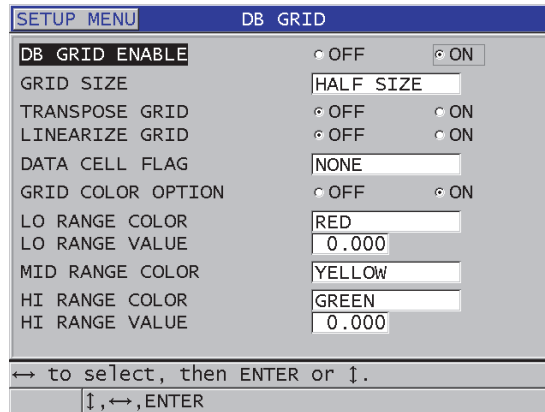 SETUP MENU DB GRID
DB GRID ENABLE OFF ON
GRID SIZE HALF SIZE
TRANSPOSE GRID OFF ON
LINEARIZE GRID OFF ON
DATA CELL FLAG NONE
GRID COLOR OPTION OFF ON
LO RANGE COLOR RED
LO RANGE VALUE 0.000
MID RANGE COLOR YELLOW
HI RANGE COLOR GREEN
HI RANGE VALUE 0.000
↔ to select, then ENTER or ↕.
↕,↔,ENTER